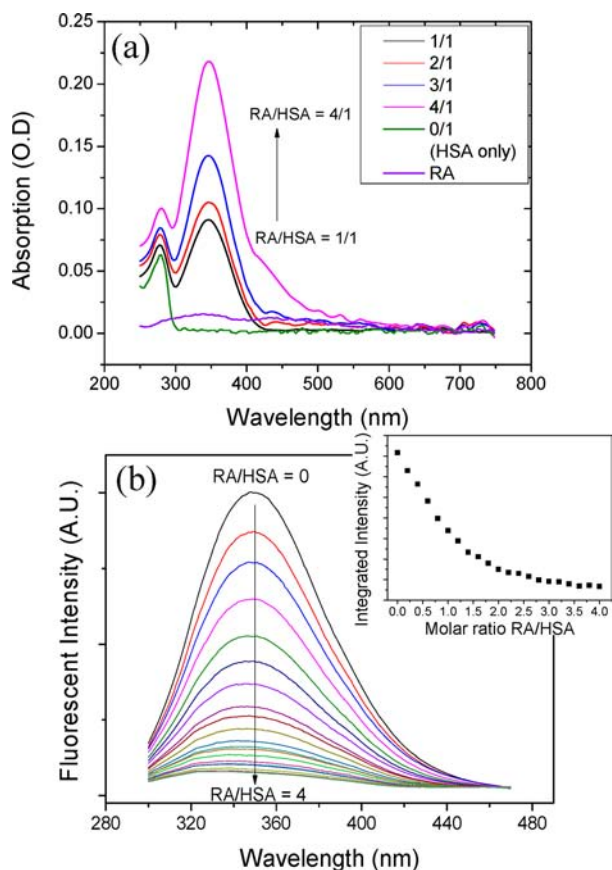 (a)
1/1
2/1
3/1
4/1
0/1
(HSA only)
RA
RA/HSA = 4/1
RA/HSA = 1/1
Absorption (O.D)
0.25
0.20
0.15
0.10
0.05
0.00
200 300 400 500 600 700 800
Wavelength (nm)
(b)
RA/HSA = 0
RA/HSA = 4
Fluorescent Intensity (A.U.)
280 320 360 400 440 480
Wavelength (nm)
Integrated Intensity (A.U.)
0.0 0.5 1.0 1.5 2.0 2.5 3.0 3.5 4.0
Molar ratio RA/HSA